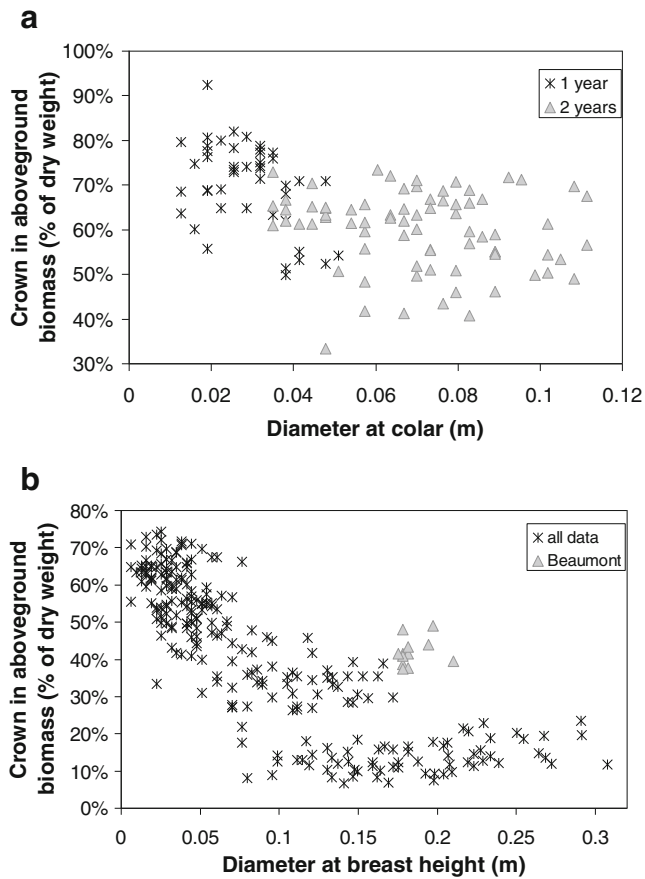 a
100%
90%
80%
70%
60%
50%
40%
30%
Crown in aboveground
biomass (% of dry weight)
1 year
2 years
0
0.02
0.04
0.06
0.08
0.1
0.12
Diameter at colar (m)
b
80%
70%
60%
50%
40%
30%
20%
10%
0%
Crown in aboveground
biomass (% of dry weight)
all data
Beaumont
0
0.05
0.1
0.15
0.2
0.25
0.3
Diameter at breast height (m)